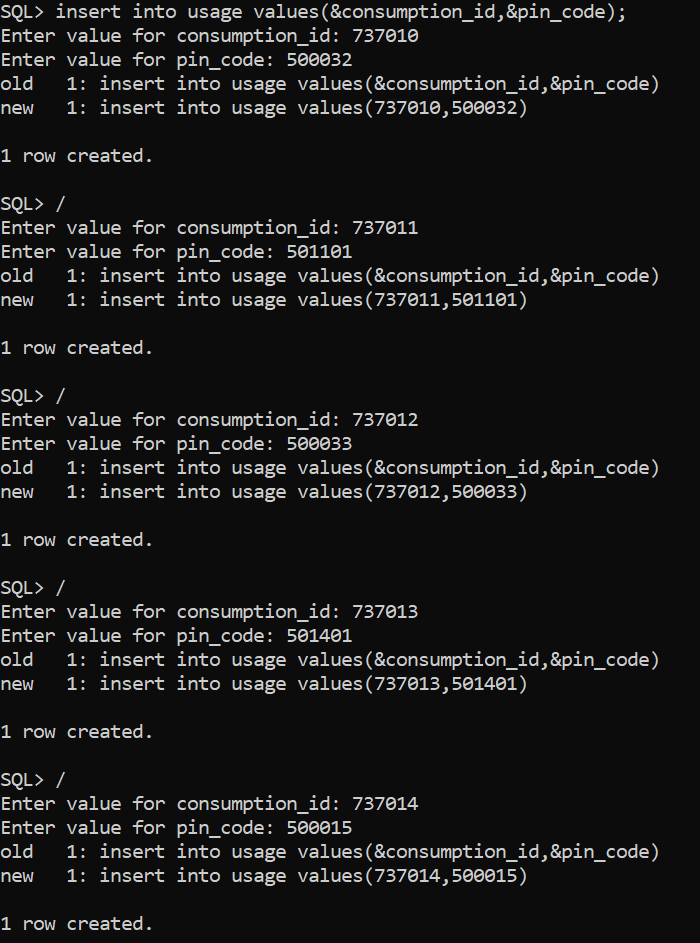 SQL> insert into usage values(&consumption_id,&pin_code);
Enter value for consumption_id: 737010
Enter value for pin_code: 500032
old   1: insert into usage values(&consumption_id,&pin_code)
new   1: insert into usage values(737010,500032)

1 row created.

SQL> /
Enter value for consumption_id: 737011
Enter value for pin_code: 501101
old   1: insert into usage values(&consumption_id,&pin_code)
new   1: insert into usage values(737011,501101)

1 row created.

SQL> /
Enter value for consumption_id: 737012
Enter value for pin_code: 500033
old   1: insert into usage values(&consumption_id,&pin_code)
new   1: insert into usage values(737012,500033)

1 row created.

SQL> /
Enter value for consumption_id: 737013
Enter value for pin_code: 501401
old   1: insert into usage values(&consumption_id,&pin_code)
new   1: insert into usage values(737013,501401)

1 row created.

SQL> /
Enter value for consumption_id: 737014
Enter value for pin_code: 500015
old   1: insert into usage values(&consumption_id,&pin_code)
new   1: insert into usage values(737014,500015)

1 row created.